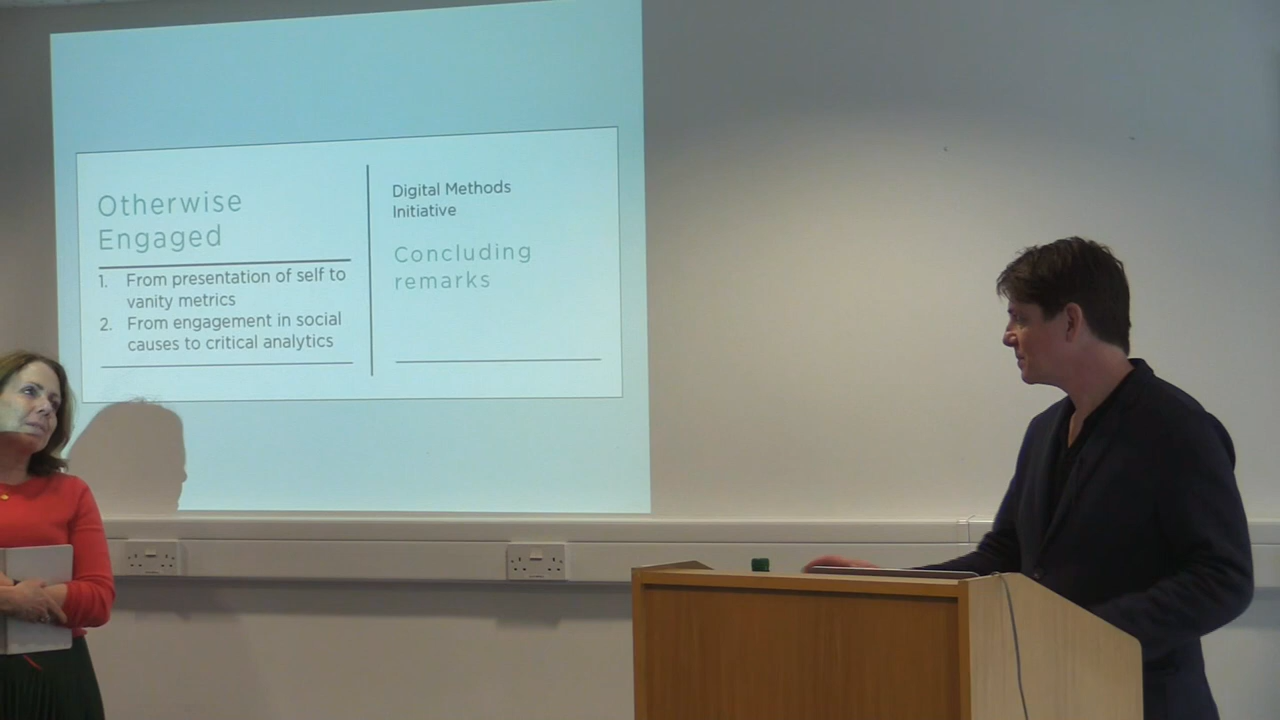 Otherwise
Engaged
1. From presentation of self to
vanity metrics
2. From engagement in social
causes to critical analytics
Digital Methods
Initiative
Concluding
remarks